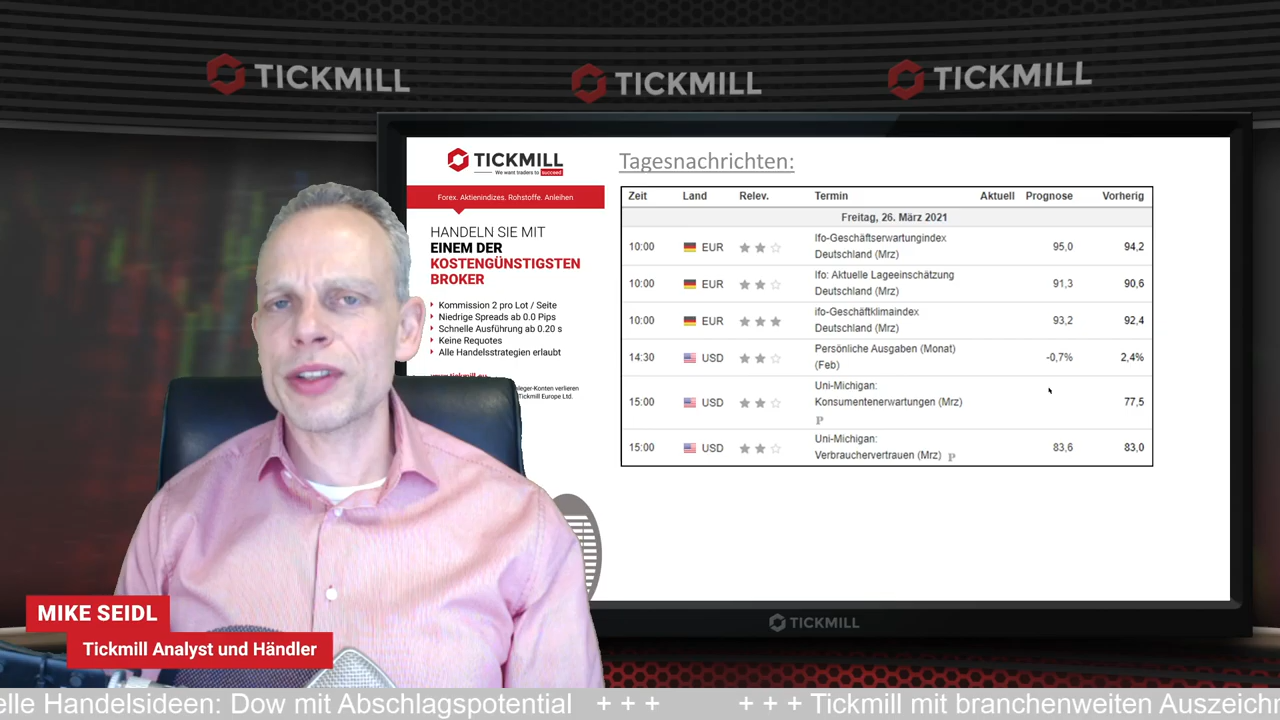 TICKMILL
TICKMILL
TICKMILL
TICKMILL
We want traders to succeed
Forex. Aktienindizes. Rohstoffe. Anleihen
HANDELN SIE MIT
EINEM DER
KOSTENGÜNSTIGSTEN
BROKER
Kommission 2 pro Lot / Seite
Niedrige Spreads ab 0.0 Pips
Schnelle Ausführung ab 0.20 s
Keine Requotes
Alle Handelsstrategien erlaubt
www.tickmill.eu
leger-Konten verlieren
Tickmill Europe Ltd.
Tagesnachrichten:
Zeit Land Relev. Termin Aktuell Prognose Vorherig
Freitag, 26. März 2021
10:00 EUR Ifo-Geschäftserwartungindex
Deutschland (Mrz) 95,0 94,2
10:00 EUR Ifo: Aktuelle Lageeinschätzung
Deutschland (Mrz) 91,3 90,6
10:00 EUR ifo-Geschäftklimaindex
Deutschland (Mrz) 93,2 92,4
14:30 USD Persönliche Ausgaben (Monat)
(Feb) -0,7% 2,4%
15:00 USD Uni-Michigan:
Konsumentenerwartungen (Mrz) 77,5
P
15:00 USD Uni-Michigan:
Verbrauchervertrauen (Mrz) P 83,6 83,0
TICKMILL
MIKE SEIDL
Tickmill Analyst und Händler
elle Handelsideen: Dow mit Abschlagspotential + + + + + + Tickmill mit branchenweiten Auszeichn